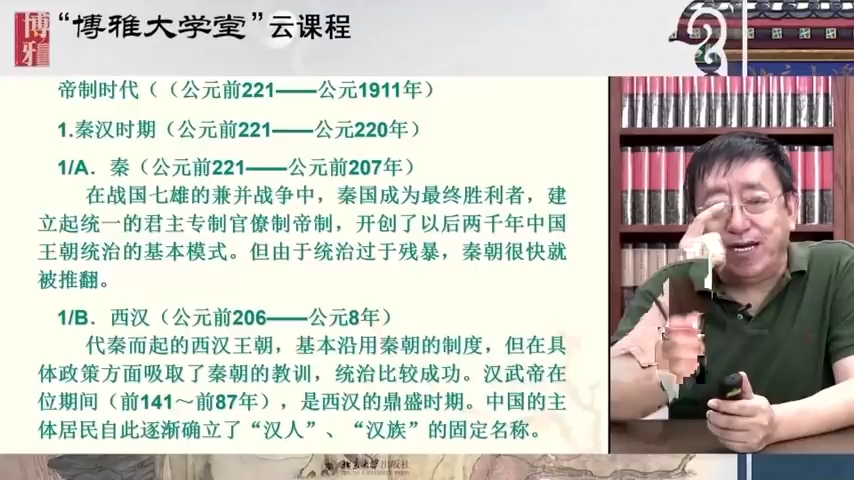 博雅
“博雅大学堂”云课程
帝制时代（（公元前221——公元1911年）
1.秦汉时期（公元前221——公元220年）
1/A．秦（公元前221——公元前207年）
在战国七雄的兼并战争中，秦国成为最终胜利者，建
立起统一的君主专制官僚制帝制，开创了以后两千年中国
王朝统治的基本模式。但由于统治过于残暴，秦朝很快就
被推翻。
1/B．西汉（公元前206——公元8年）
代秦而起的西汉王朝，基本沿用秦朝的制度，但在具
体政策方面吸取了秦朝的教训，统治比较成功。汉武帝在
位期间（前141～前87年），是西汉的鼎盛时期。中国的主
体居民自此逐渐确立了“汉人”、“汉族”的固定名称。
北京大学出版社